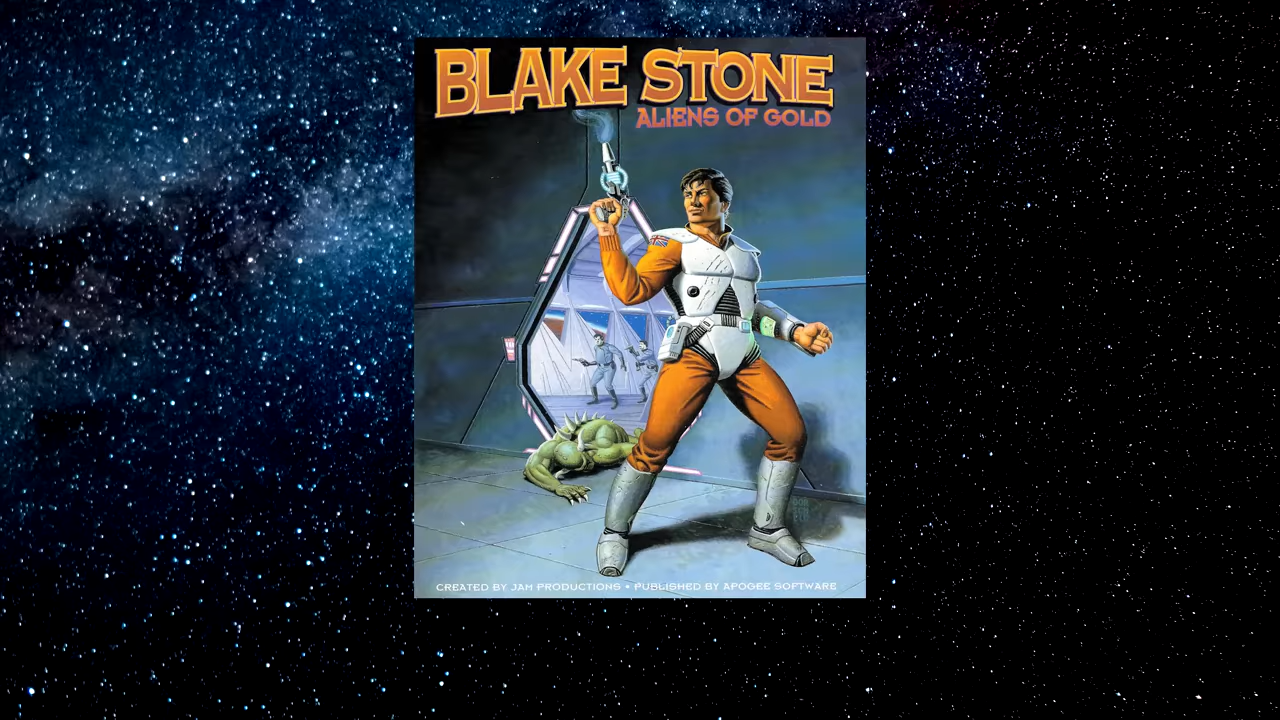 BLAKE STONE
ALIENS OF GOLD
CREATED BY JAM PRODUCTIONS • PUBLISHED BY APOGEE SOFTWARE